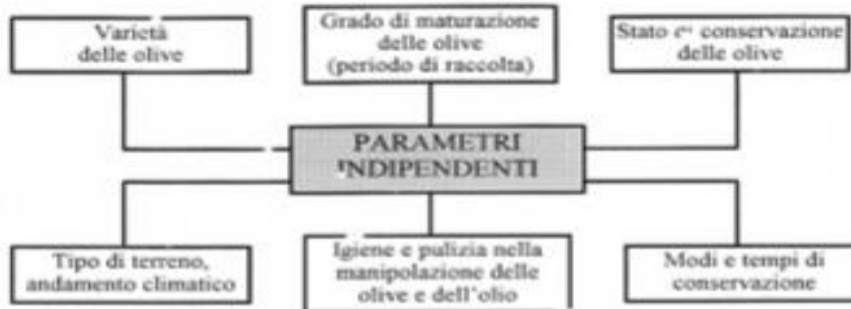 Varietà
delle olive
Grado di maturazione
delle olive
(periodo di raccolta)
Stato conservazione
delle olive
PARAMETRI
INDIPENDENTI
Tipo di terreno,
andamento climatico
Igiene e pulizia nella
manipolazione delle
olive e dell'olio
Modi e tempi di
conservazione